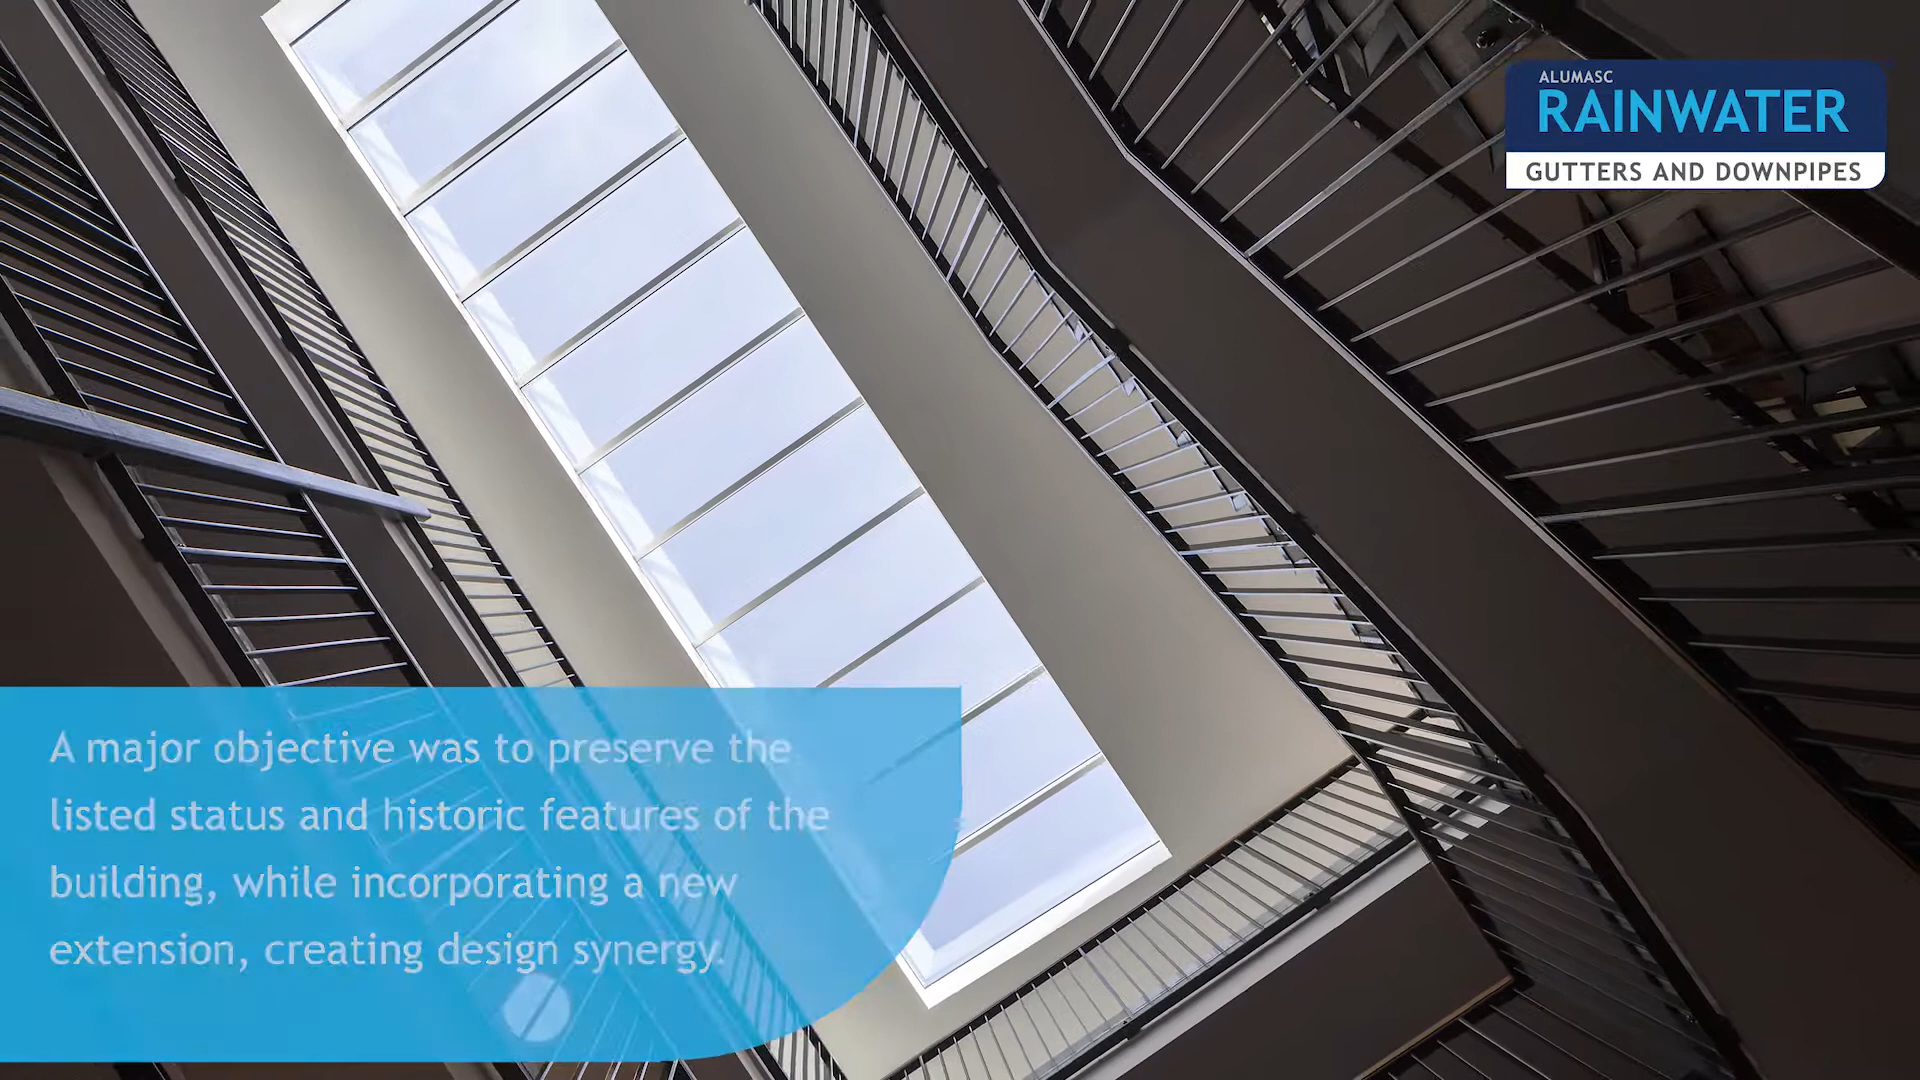 ALUMASC
RAINWATER
GUTTERS AND DOWNPIPES
A major objective was to preserve the
listed status and historic features of the
building, while incorporating a new
extension, creating design synergy.